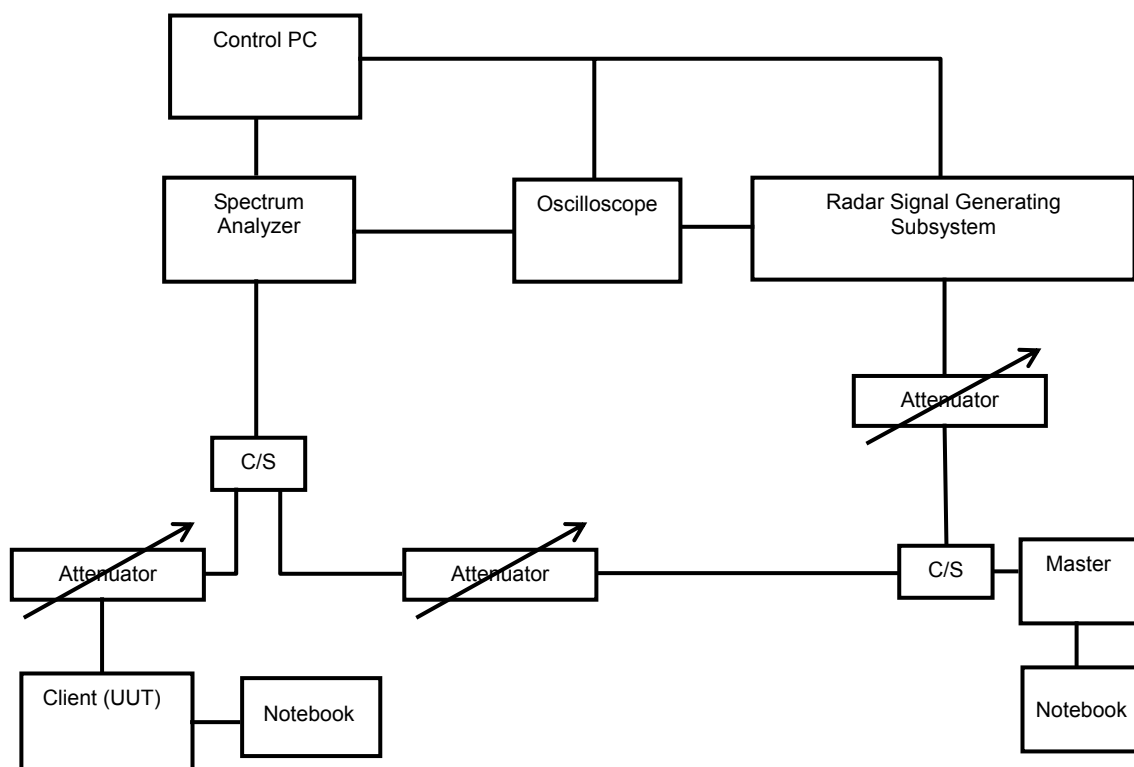 Control PC
Spectrum
Analyzer
Oscilloscope
Radar Signal Generating
Subsystem
Attenuator
C/S
Attenuator
Attenuator
C/S
Master
Client (UUT)
Notebook
Notebook